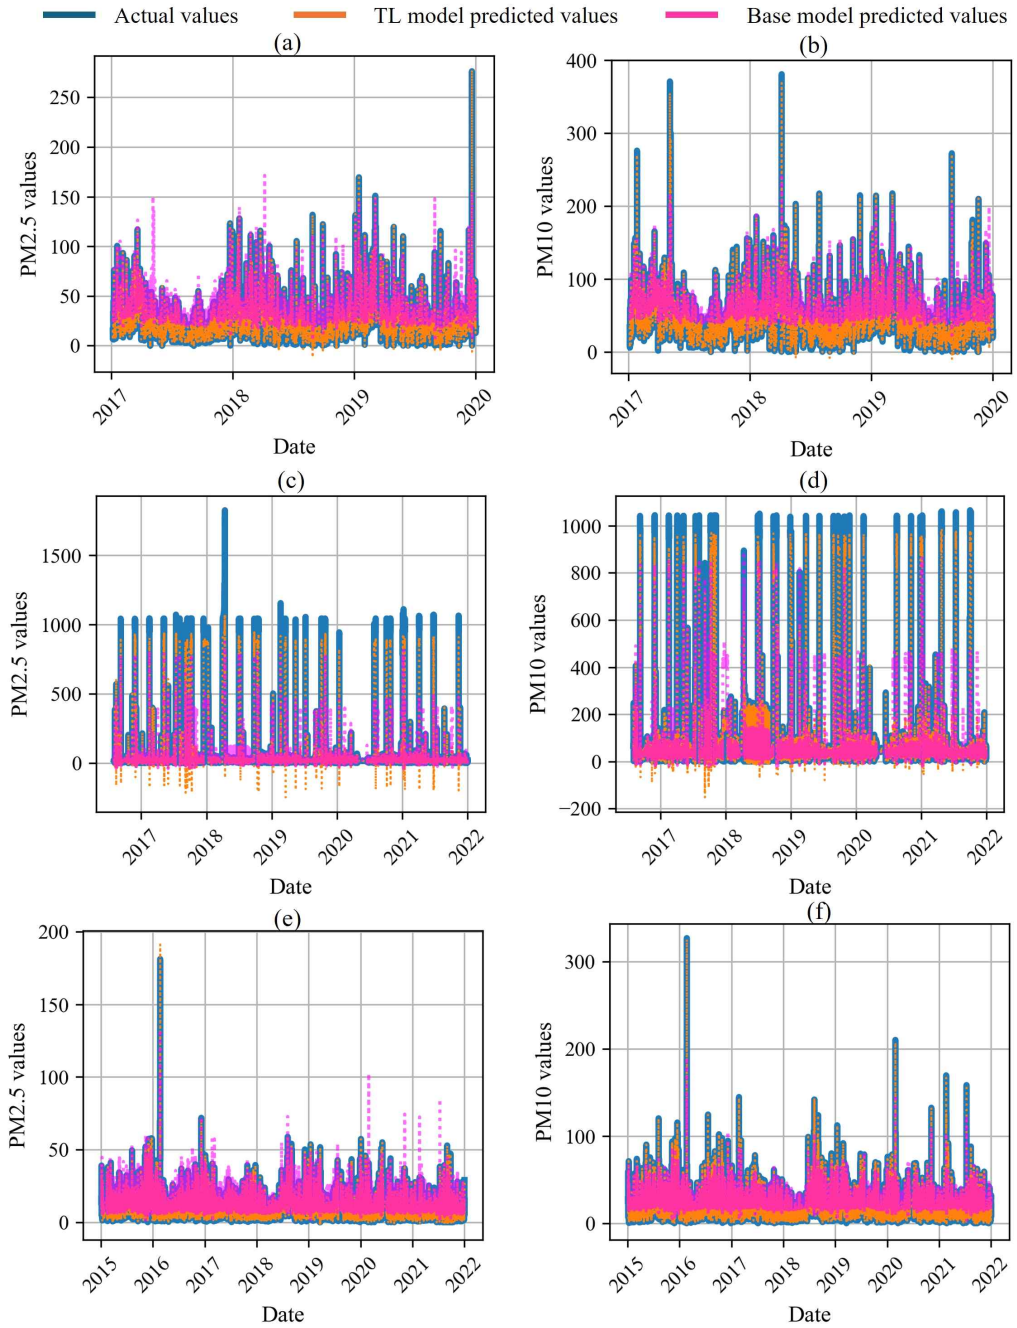 Actual values TL model predicted values Base model predicted values
(a)
PM2.5 values
250
200
150
100
50
0
2017 2018 2019 2020
Date
(b)
PM10 values
400
300
200
100
0
2017 2018 2019 2020
Date
(c)
PM2.5 values
1500
1000
500
0
2017 2018 2019 2020 2021 2022
Date
(d)
PM10 values
1000
800
600
400
200
0
−200
2017 2018 2019 2020 2021 2022
Date
(e)
PM2.5 values
200
150
100
50
0
2015 2016 2017 2018 2019 2020 2021 2022
Date
(f)
PM10 values
300
200
100
0
2015 2016 2017 2018 2019 2020 2021 2022
Date